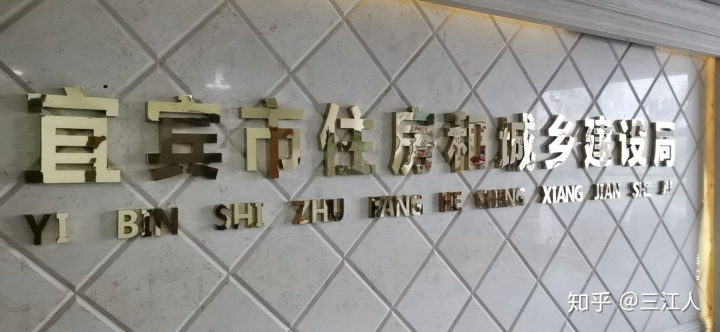 宜宾市住房和城乡建设局
YI BIN SHI ZHU FANG HE CHENG XIANG JIAN SHE
知乎 @三江人